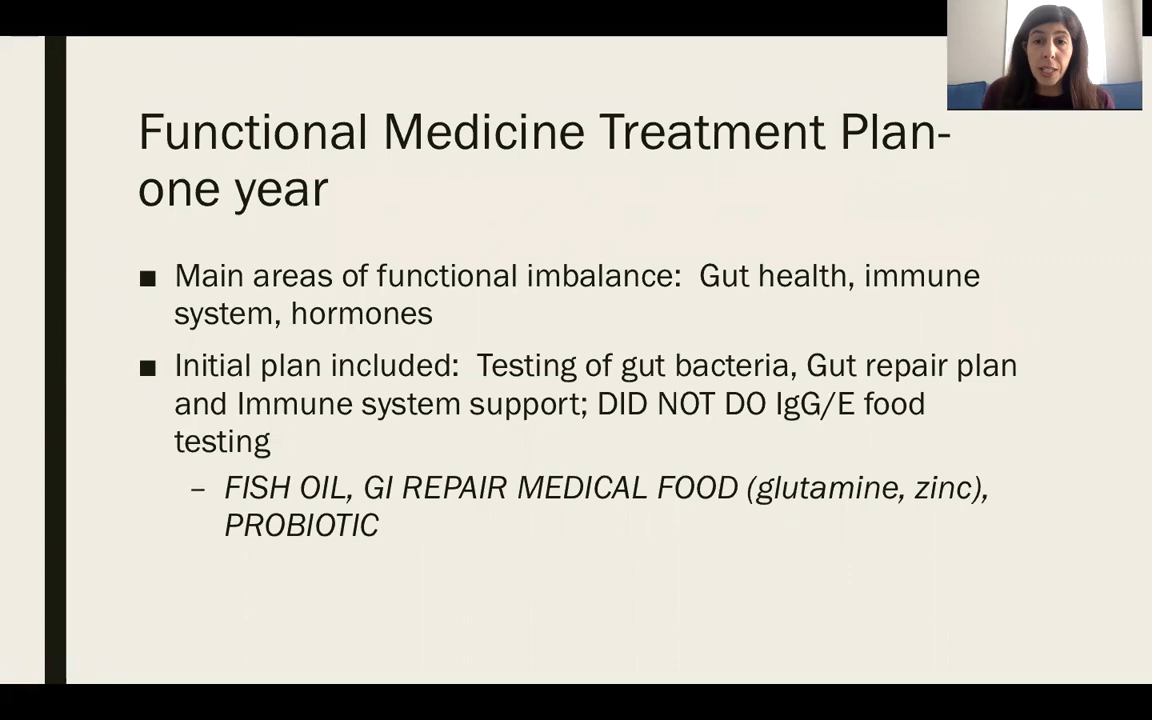 Functional Medicine Treatment Plan-
one year
■ Main areas of functional imbalance: Gut health, immune
system, hormones
■ Initial plan included: Testing of gut bacteria, Gut repair plan
and Immune system support; DID NOT DO IgG/E food
testing
– FISH OIL, GI REPAIR MEDICAL FOOD (glutamine, zinc),
PROBIOTIC